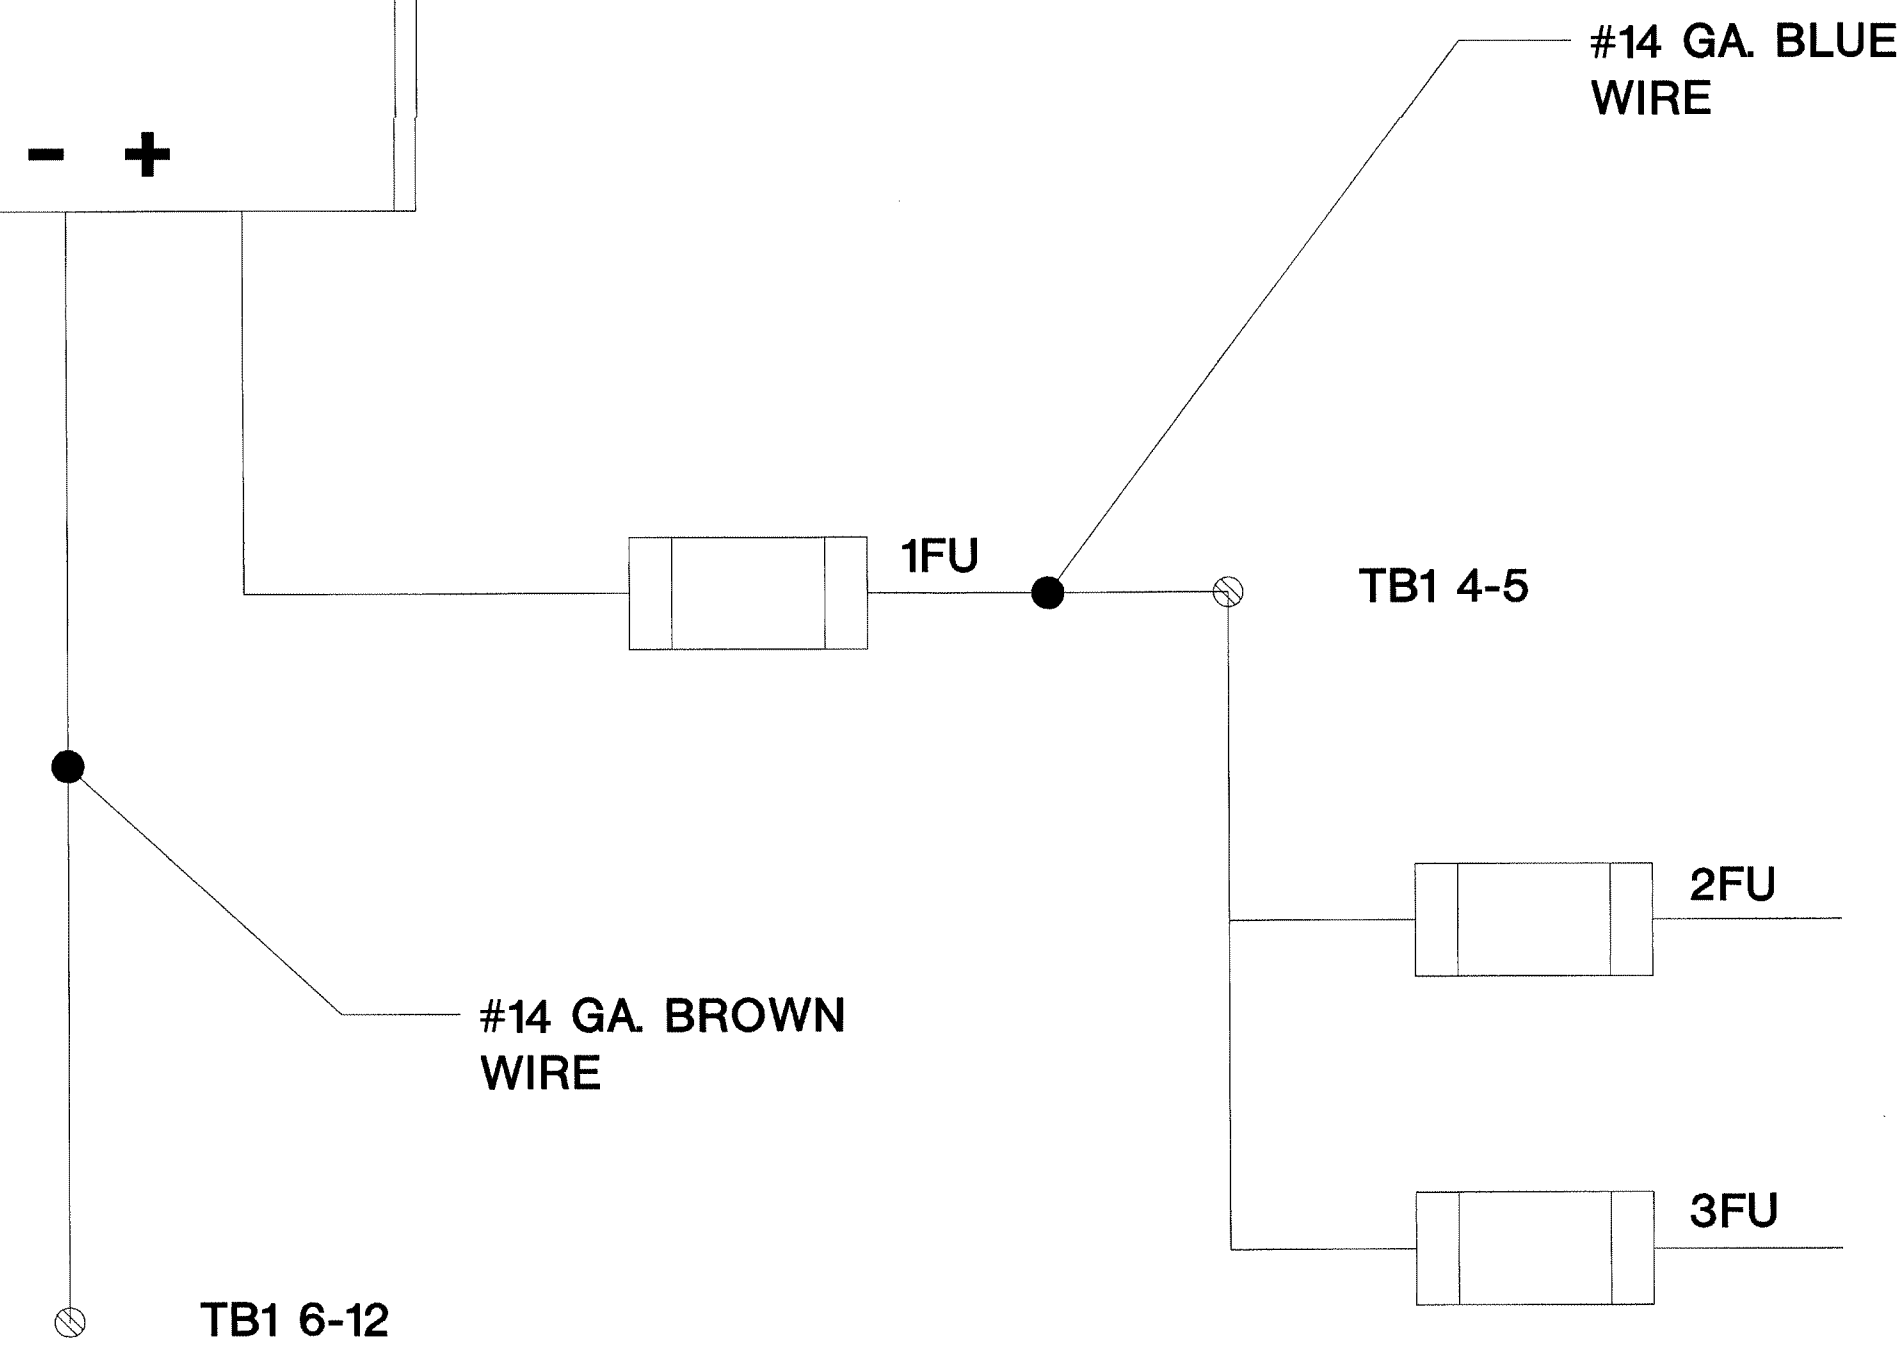 #14 GA. BLUE
WIRE
- +
1FU
TB1 4-5
2FU
#14 GA. BROWN
WIRE
3FU
TB1 6-12